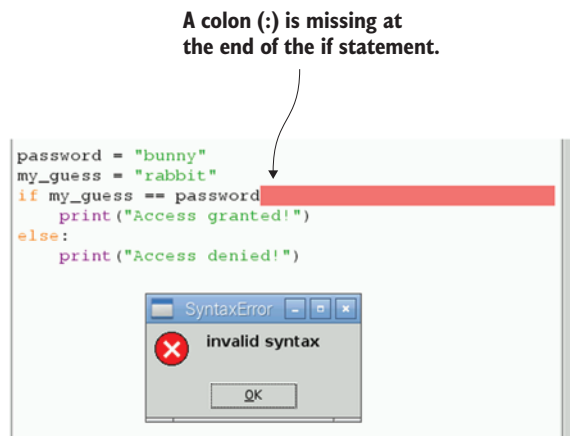 A colon (:) is missing at
the end of the if statement.
password = "bunny"
my_guess = "rabbit"
if my_guess == password
    print("Access granted!")
else:
    print("Access denied!")
SyntaxError
invalid syntax
OK